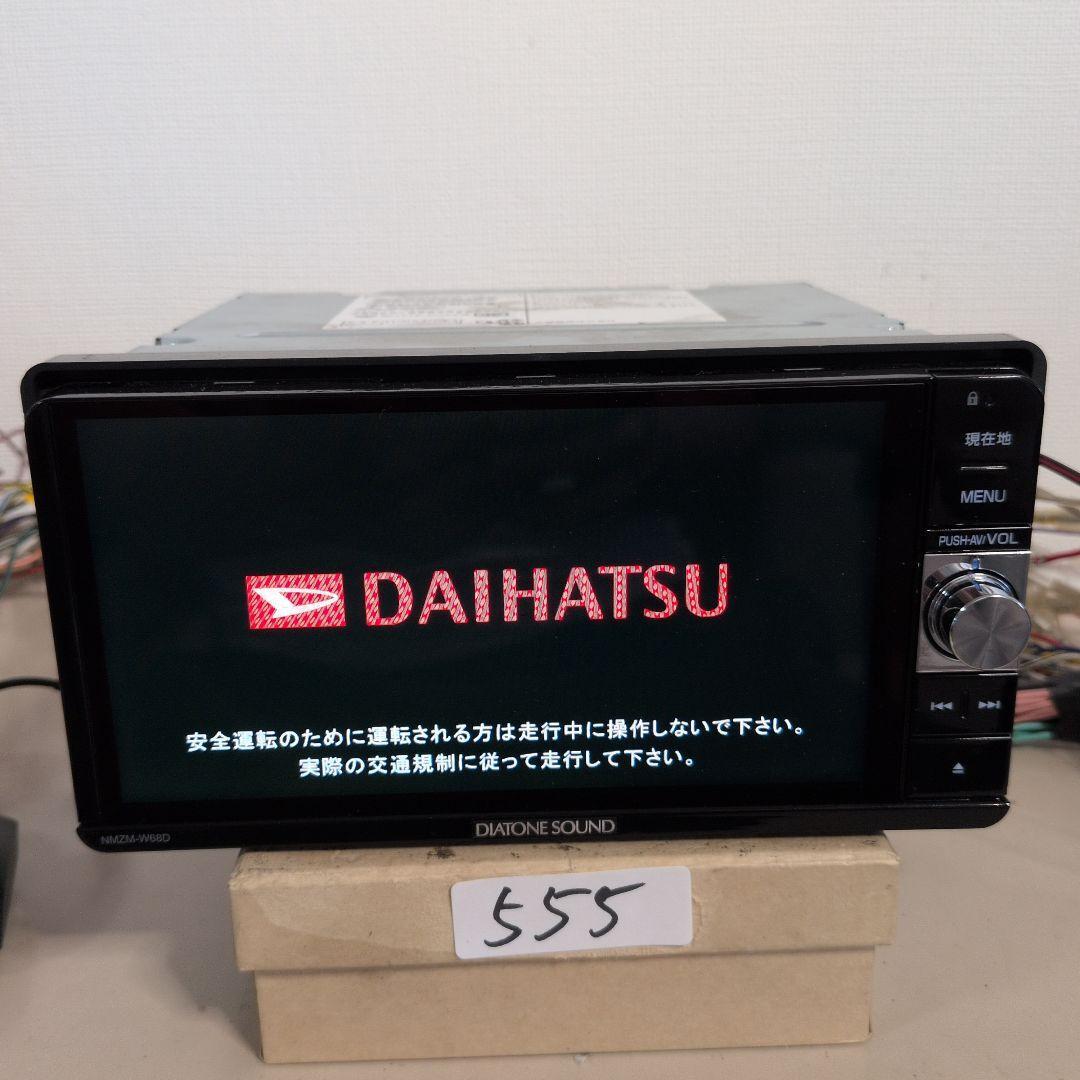 現在地
MENU
PUSH-AV/VOL
DAIHATSU
安全運転のために運転される方は走行中に操作しないで下さい。
実際の交通規制に従って走行して下さい。
NMZM-W68D
DIATONE SOUND
555